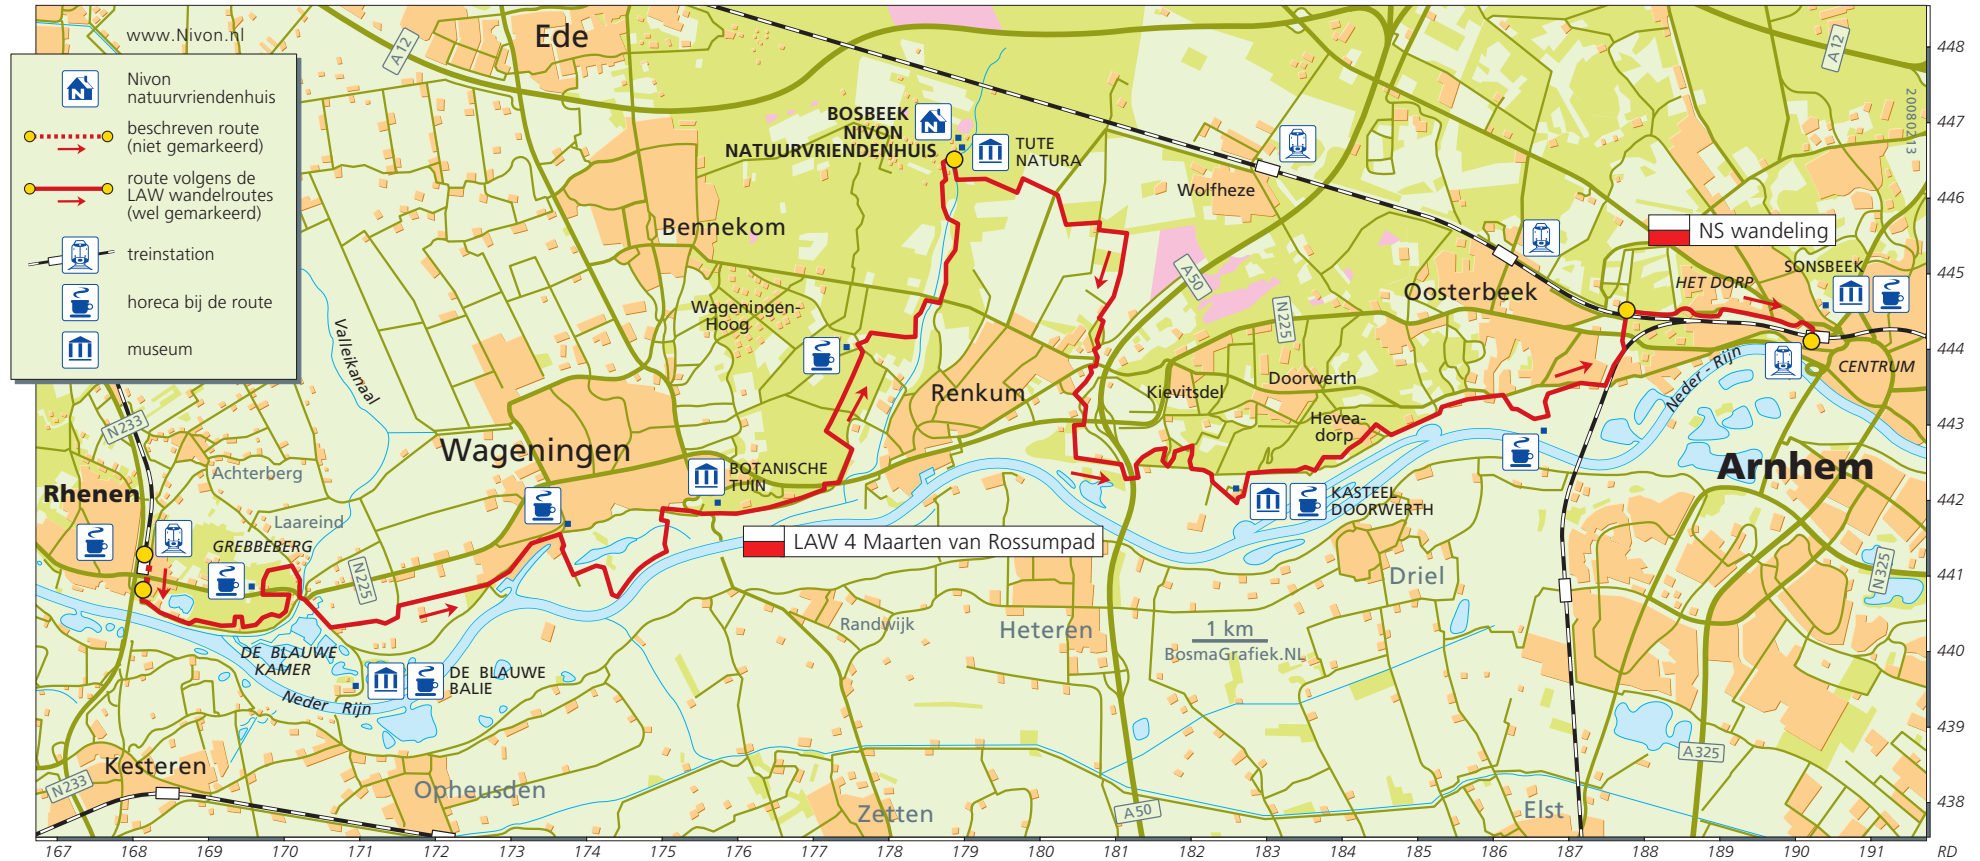 www.Nivon.nl
Nivon
natuurvriendenhuis
beschreven route
(niet gemarkeerd)
route volgens de
LAW wandelroutes
(wel gemarkeerd)
treinstation
horeca bij de route
museum
Ede
A 12
A 12
20080213
BOSBEEK
NIVON
NATUURVRIENDENHUIS
TUTE
NATURA
Wolfheze
Bennekom
NS wandeling
SONSBEEK
HET DORP
A 50
Oosterbeek
N225
Wageningen-
Hoog
Valleikanaal
Renkum
Kievitsdel
Doorwerth
Hevea-
dorp
Neder - Rijn
CENTRUM
Arnhem
N233
Achterberg
Wageningen
BOTANISCHE
TUIN
Rhenen
Laareind
GREBBEBERG
N225
KASTEEL
DOORWERTH
LAW 4 Maarten van Rossumpad
Driel
N325
Randwijk
Heteren
1 km
BosmaGrafiek.NL
DE BLAUWE
KAMER
DE BLAUWE
BALIE
Neder Rijn
Kesteren
N233
Opheusden
Zetten
A 50
Elst
A325
448
447
446
445
444
443
442
441
440
439
438
167 168 169 170 171 172 173 174 175 176 177 178 179 180 181 182 183 184 185 186 187 188 189 190 191 RD